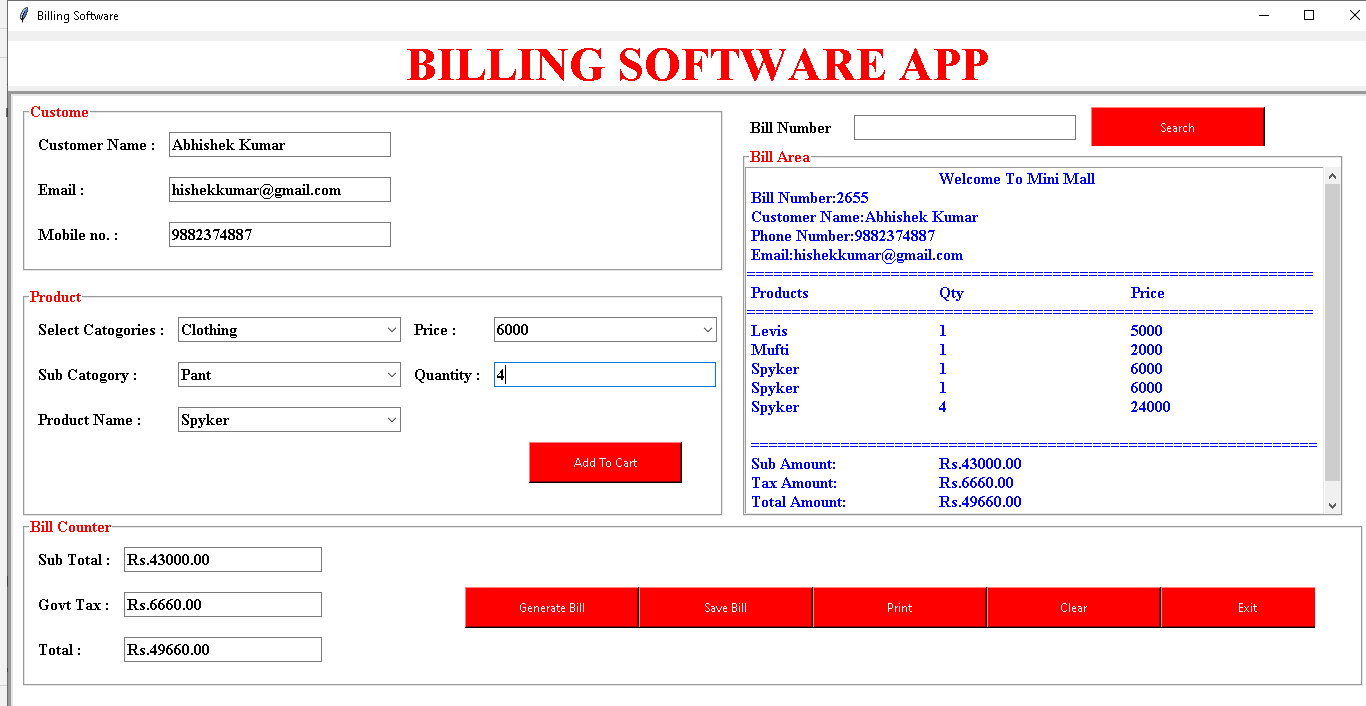 Billing Software
BILLING SOFTWARE APP
Custome
Customer Name : Abhishek Kumar
Email : hishekkumar@gmail.com
Mobile no. : 9882374887
Bill Number Search
Product
Select Catogories : Clothing Price : 6000
Sub Catogory : Pant Quantity : 4
Product Name : Spyker
Add To Cart
Bill Area
Welcome To Mini Mall
Bill Number:2655
Customer Name:Abhishek Kumar
Phone Number:9882374887
Email:hishekkumar@gmail.com
===============================================================
Products Qty Price
===============================================================
Levis 1 5000
Mufti 1 2000
Spyker 1 6000
Spyker 1 6000
Spyker 4 24000
===============================================================
Sub Amount: Rs.43000.00
Tax Amount: Rs.6660.00
Total Amount: Rs.49660.00
Bill Counter
Sub Total : Rs.43000.00
Govt Tax : Rs.6660.00
Total : Rs.49660.00
Generate Bill Save Bill Print Clear Exit